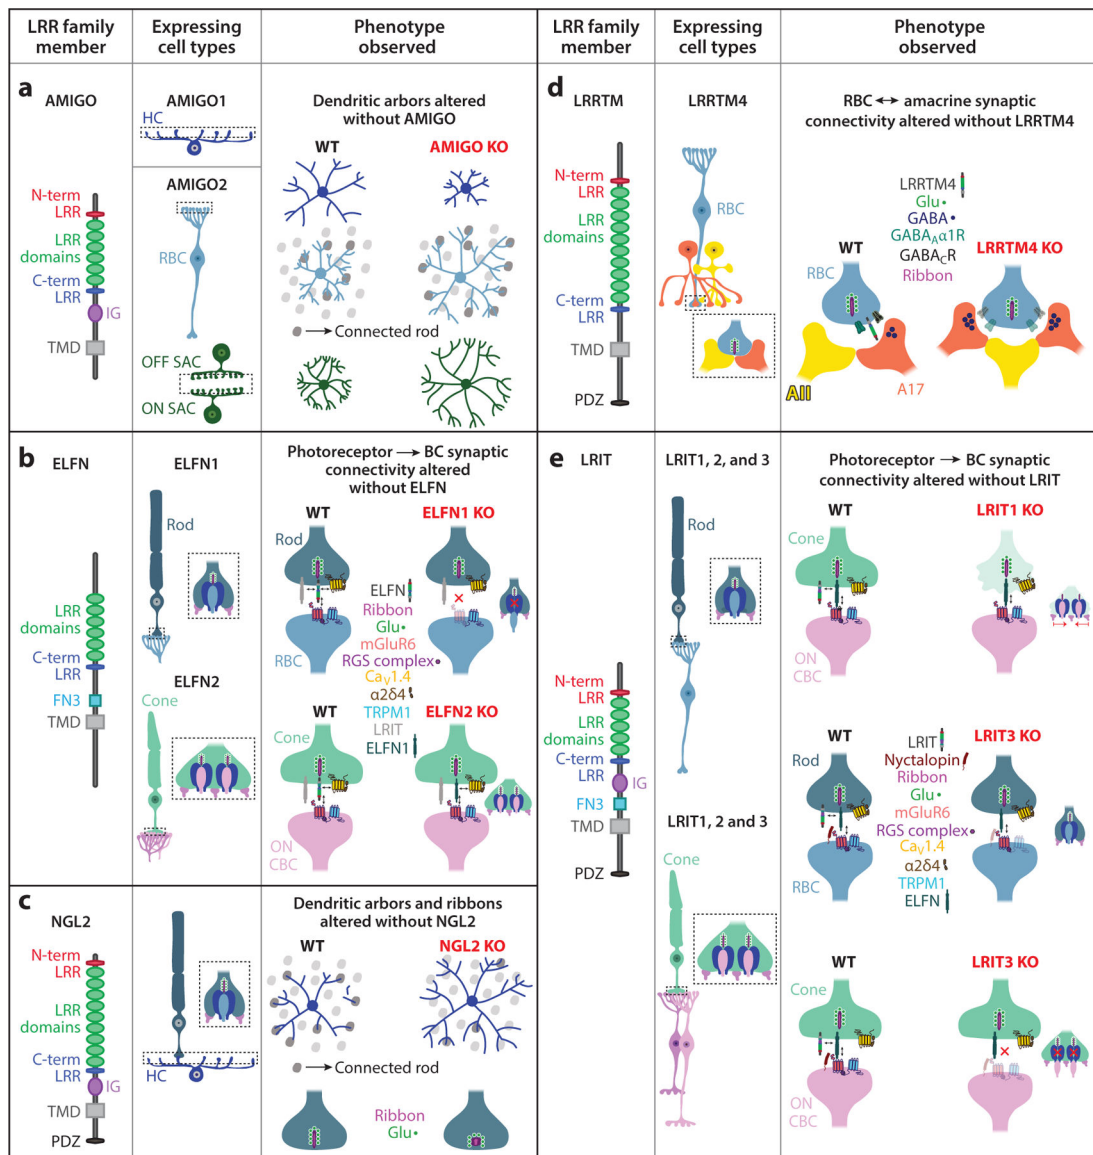 LRR family
member
Expressing
cell types
Phenotype
observed
LRR family
member
Expressing
cell types
Phenotype
observed
a
AMIGO
N-term
LRR
LRR
domains
C-term
LRR
IG
TMD
AMIGO1
HC
AMIGO2
RBC
OFF SAC
ON SAC
Dendritic arbors altered
without AMIGO
WT
AMIGO KO
Connected rod
b
ELFN
LRR
domains
C-term
LRR
FN3
TMD
ELFN1
Rod
ELFN2
Cone
Photoreceptor → BC synaptic
connectivity altered
without ELFN
WT
ELFN1 KO
Rod
RBC
ELFN
Ribbon
Glu
mGluR6
RGS complex
CaV1.4
α2δ4
TRPM1
LRIT
ELFN1
WT
ELFN2 KO
Cone
ON
CBC
c
NGL2
N-term
LRR
LRR
domains
C-term
LRR
IG
TMD
PDZ
HC
Dendritic arbors and ribbons
altered without NGL2
WT
NGL2 KO
Connected rod
Ribbon
Glu
d
LRRTM
N-term
LRR
LRR
domains
C-term
LRR
TMD
PDZ
LRRTM4
RBC
RBC ↔ amacrine synaptic
connectivity altered without LRRTM4
LRRTM4
Glu
GABA
GABAAα1R
GABACR
Ribbon
WT
LRRTM4 KO
RBC
AII
A17
e
LRIT
N-term
LRR
LRR
domains
C-term
LRR
IG
FN3
TMD
PDZ
LRIT1, 2, and 3
Rod
LRIT1, 2 and 3
Cone
Photoreceptor → BC synaptic
connectivity altered without LRIT
WT
LRIT1 KO
Cone
ON
CBC
WT
LRIT3 KO
Rod
RBC
LRIT
Nyctalopin
Ribbon
Glu
mGluR6
RGS complex
CaV1.4
α2δ4
TRPM1
ELFN
WT
LRIT3 KO
Cone
ON
CBC